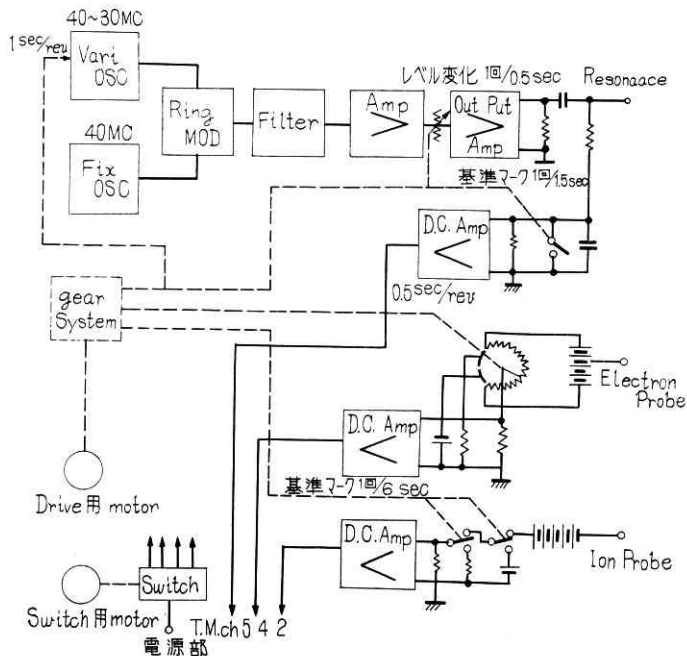 40~30MC
1 sec/rev
Vari
OSC
40MC
Fix
OSC
Ring
MOD
Filter
Amp
レベル変化 1回/0.5sec
Out Put
Amp
Resonaace
基準マーク 1回/1.5sec
D.C. Amp
0.5 sec/rev
gear
System
Electron
Probe
D.C. Amp
基準マーク 1回/6 sec
Drive用 motor
D.C. Amp
Ion Probe
Switch
Switch用motor
電源部
T.M.ch 5 4 2